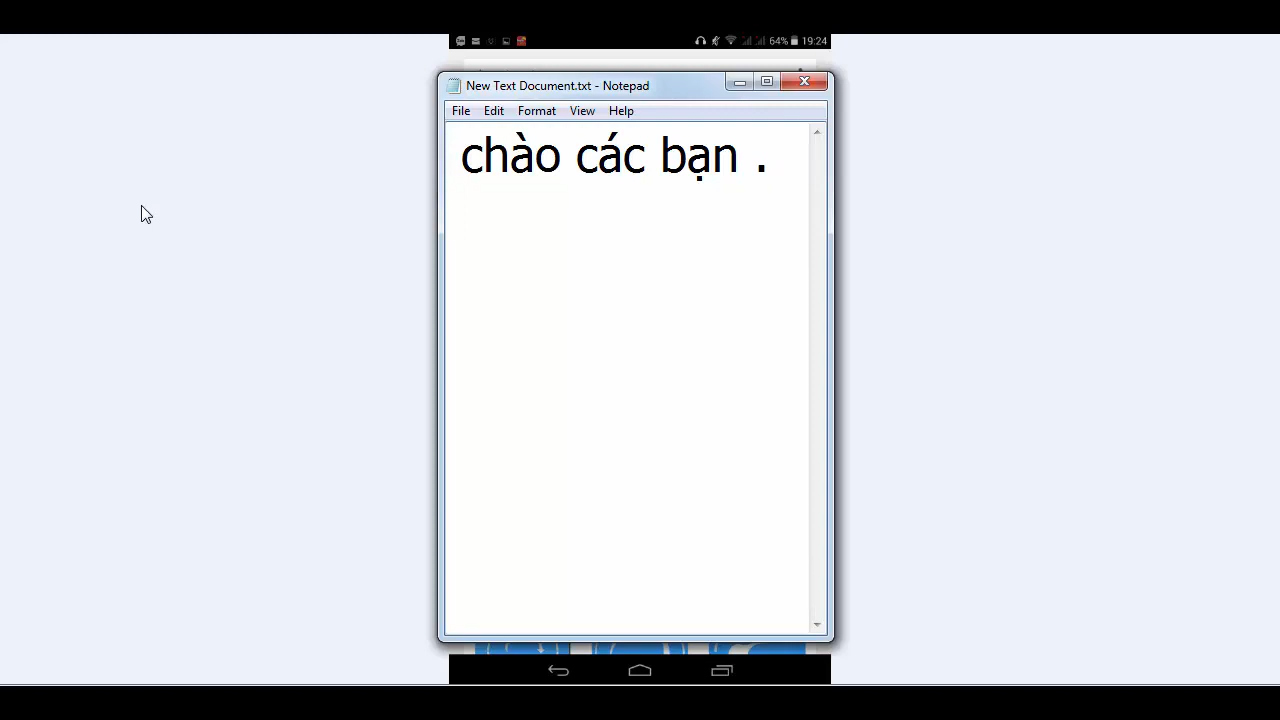 64% 19:24
New Text Document.txt - Notepad
File Edit Format View Help
chào các bạn .